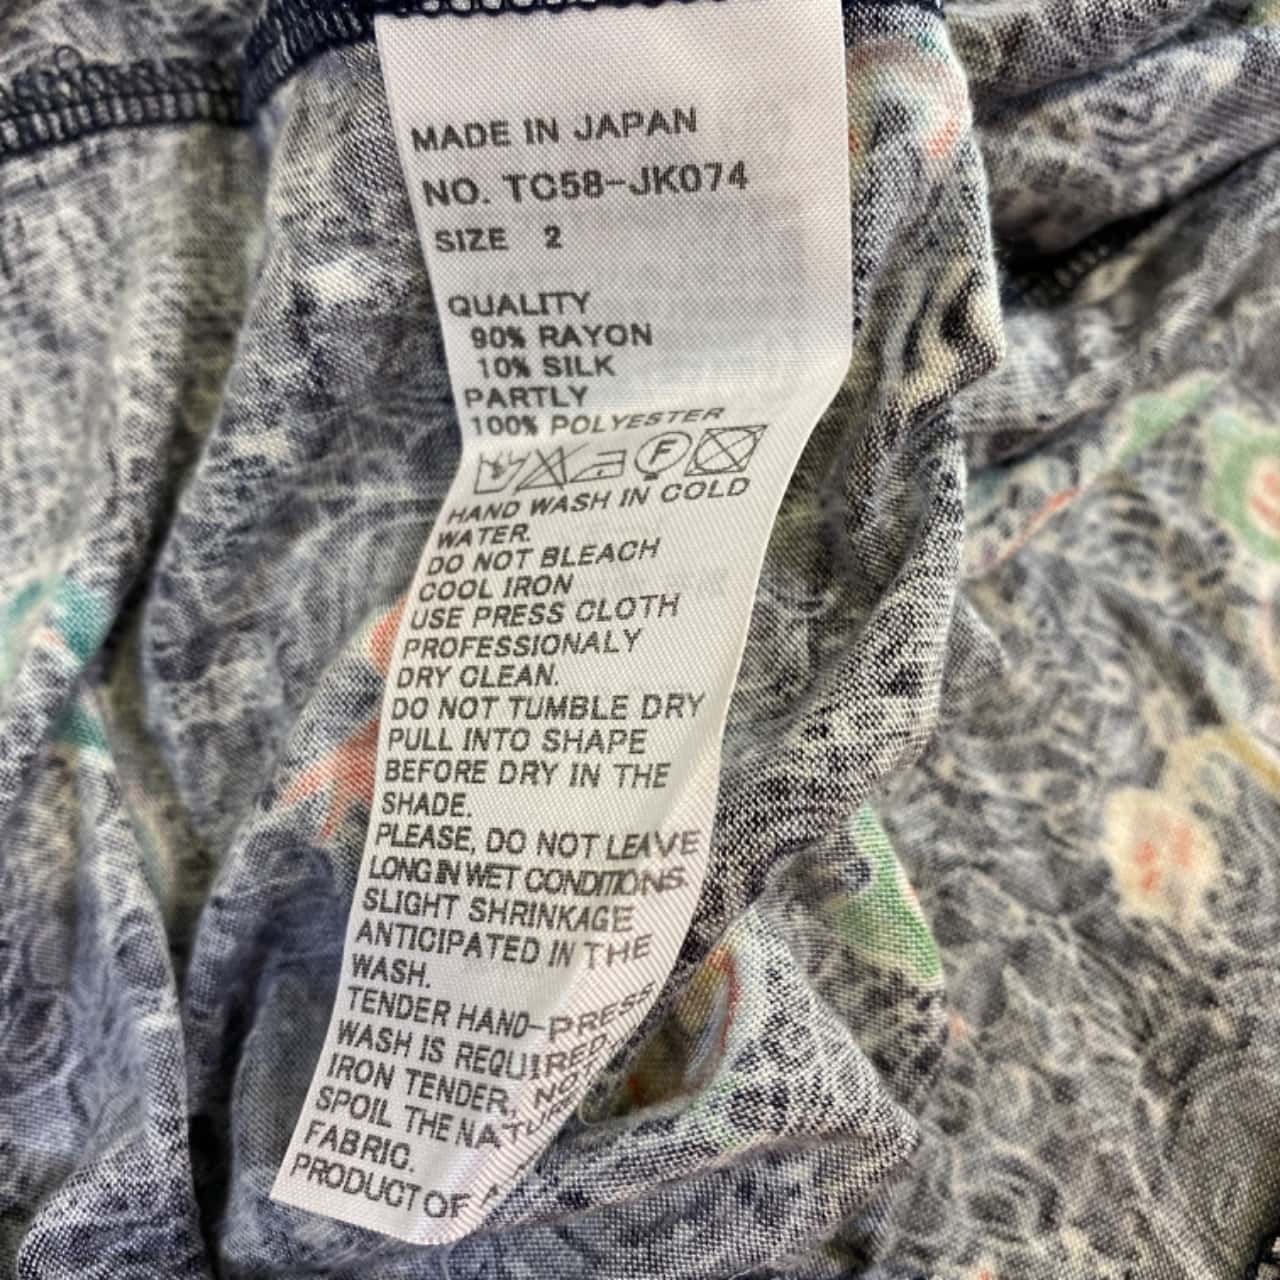 MADE IN JAPAN
NO. TC58-JK074
SIZE 2
QUALITY
90% RAYON
10% SILK
PARTLY
100% POLYESTER
F
HAND WASH IN COLD
WATER.
DO NOT BLEACH
COOL IRON
USE PRESS CLOTH
PROFESSIONALY
DRY CLEAN.
DO NOT TUMBLE DRY
PULL INTO SHAPE
BEFORE DRY IN THE
SHADE.
PLEASE, DO NOT LEAVE
LONG IN WET CONDITIONS.
SLIGHT SHRINKAGE
ANTICIPATED IN THE
WASH.
TENDER HAND-PRESS
WASH IS REQUIRED.
IRON TENDER, NOT
SPOIL THE NATURE
FABRIC.
PRODUCT OF